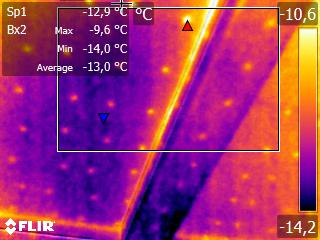 Sp1 -12,9 °C °C -10,6
Bx2 Max -9,6 °C
Min -14,0 °C
Average -13,0 °C
FLIR -14,2